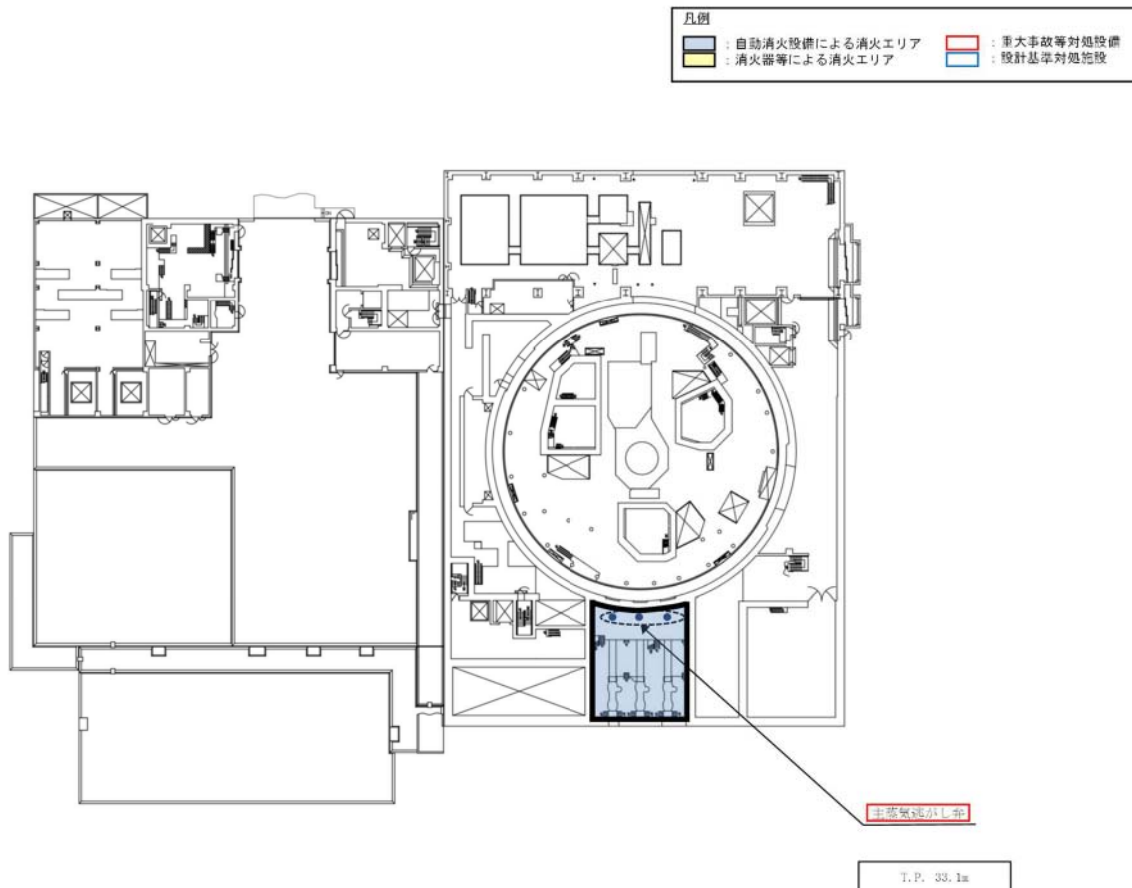 凡例
：自動消火設備による消火エリア
：重大事故等対処設備
：消火器等による消火エリア
：設計基準対処施設
主蒸気逃がし弁
T.P. 33.1m